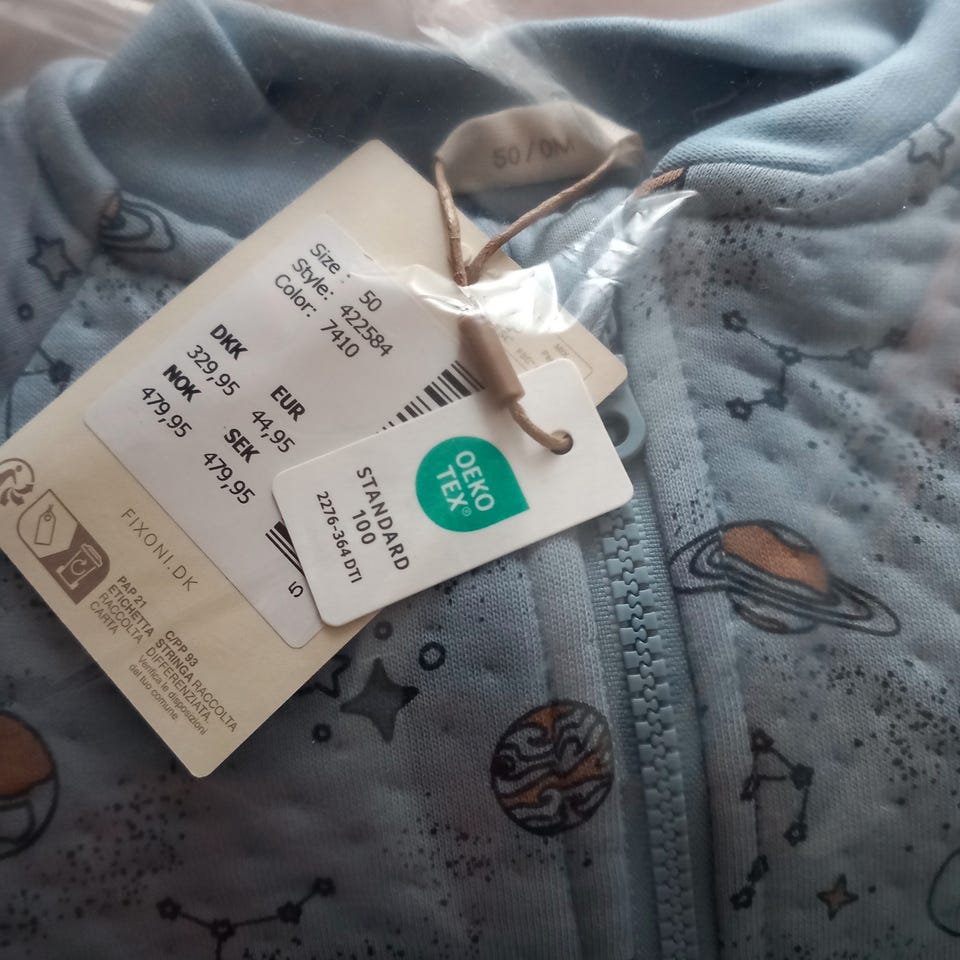 50/0M
Size : 50
Style: 422584
Color: 7410
DKK
329,95
EUR
44,95
NOK
479,95
SEK
479,95
5
OEKO
TEX®
STANDARD
100
2276-364 DTI
FIXONI.DK
PAP 21
ETICHETTA
RACCOLTA
CARTA
C/PP 93
STRINGA RACCOLTA
DIFFERENZIATA.
Verifica le disposizioni
del tuo comune